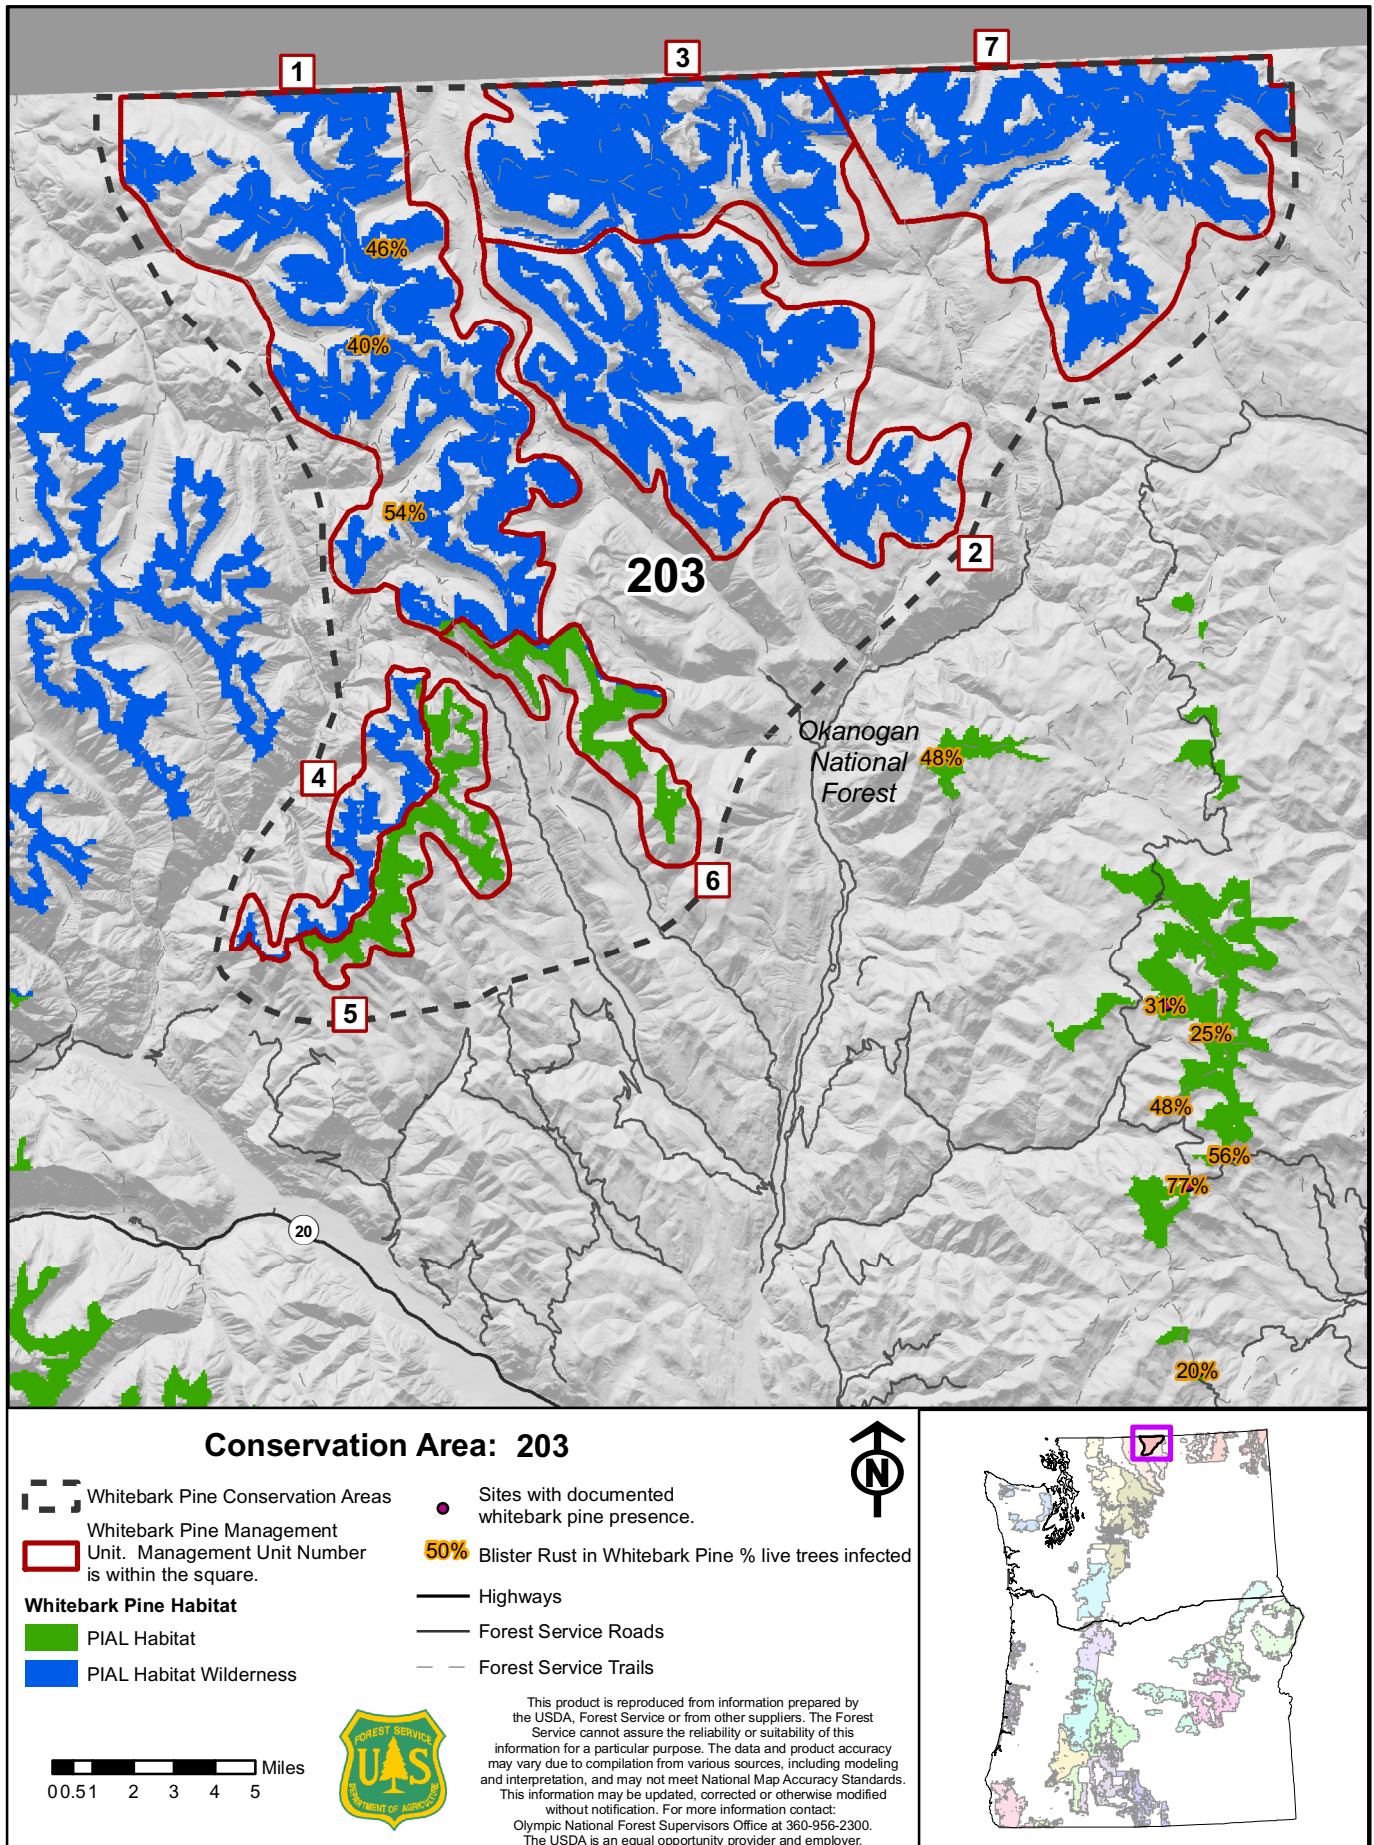 1
3
7
46%
40%
54%
203
2
Okanogan
National
Forest
48%
4
6
5
31%
25%
48%
56%
77%
20
20%
Conservation Area: 203
Whitebark Pine Conservation Areas
Whitebark Pine Management
Unit. Management Unit Number
is within the square.
Whitebark Pine Habitat
PIAL Habitat
PIAL Habitat Wilderness
Sites with documented
whitebark pine presence.
50% Blister Rust in Whitebark Pine % live trees infected
Highways
Forest Service Roads
Forest Service Trails
N
Miles
0 0.5 1 2 3 4 5
FOREST SERVICE
U S
DEPARTMENT OF AGRICULTURE
This product is reproduced from information prepared by
the USDA, Forest Service or from other suppliers. The Forest
Service cannot assure the reliability or suitability of this
information for a particular purpose. The data and product accuracy
may vary due to compilation from various sources, including modeling
and interpretation, and may not meet National Map Accuracy Standards.
This information may be updated, corrected or otherwise modified
without notification. For more information contact:
Olympic National Forest Supervisors Office at 360-956-2300.
The USDA is an equal opportunity provider and employer.